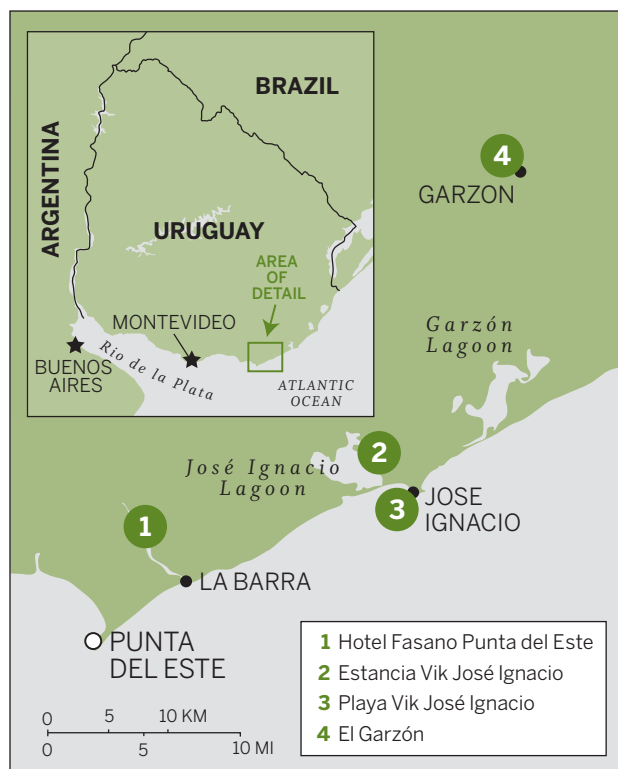 BRAZIL
ARGENTINA
URUGUAY
AREA
OF
DETAIL
MONTEVIDEO
BUENOS
AIRES
Rio de la Plata
ATLANTIC
OCEAN
4
GARZON
Garzón
Lagoon
José Ignacio
Lagoon
2
3
JOSE
IGNACIO
1
LA BARRA
PUNTA
DEL ESTE
0 5 10 KM
0 5 10 MI
1 Hotel Fasano Punta del Este
2 Estancia Vik José Ignacio
3 Playa Vik José Ignacio
4 El Garzón